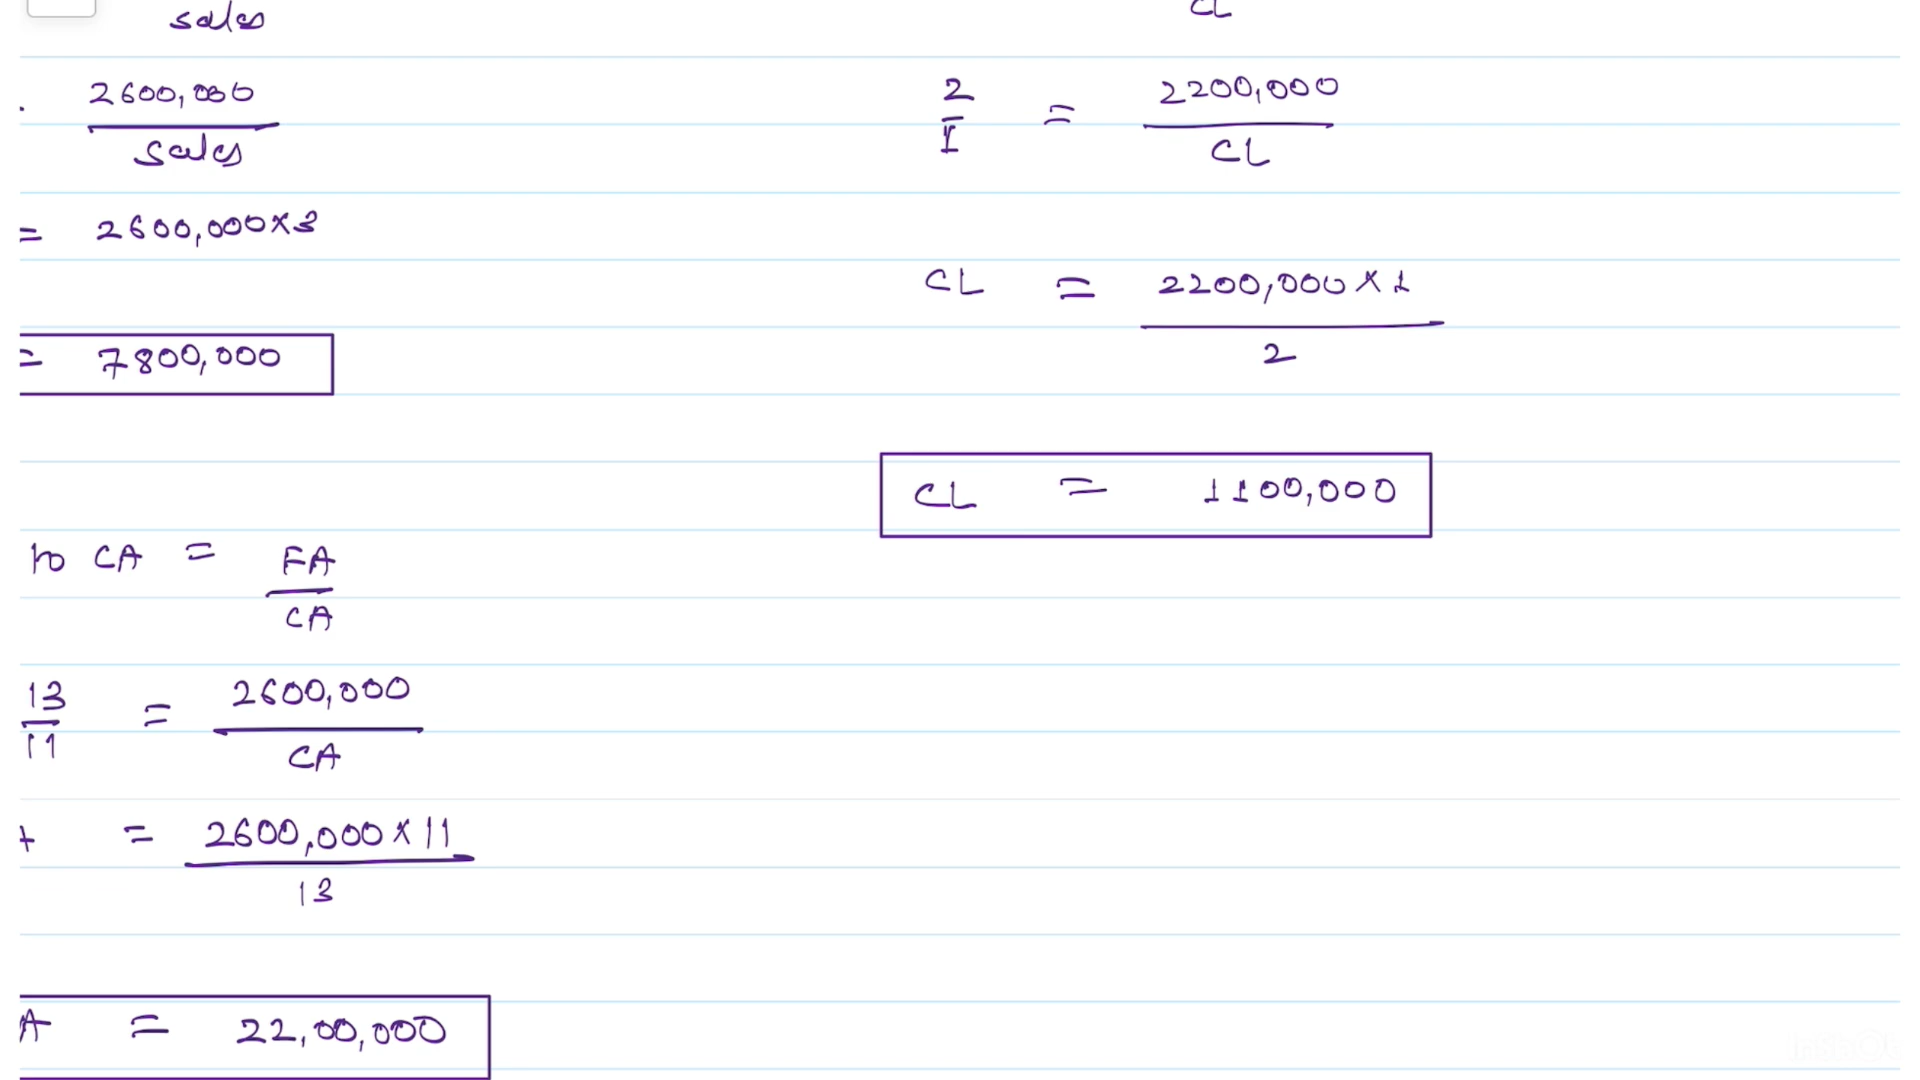 sales
2600,000
sales
= 2600,000×3
= 7800,000
to CA = FA
CA
13 = 2600,000
11 CA
= 2600,000×11
13
A = 22,00,000
CL
2 = 2200,000
1 CL
CL = 2200,000×1
2
CL = 1100,000